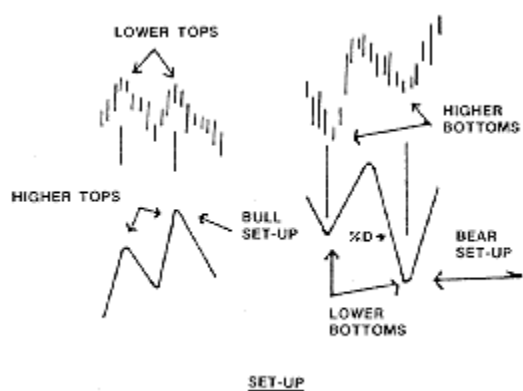 LOWER TOPS
HIGHER
BOTTOMS
HIGHER TOPS
BULL
SET-UP
%D
BEAR
SET-UP
LOWER
BOTTOMS
SET-UP